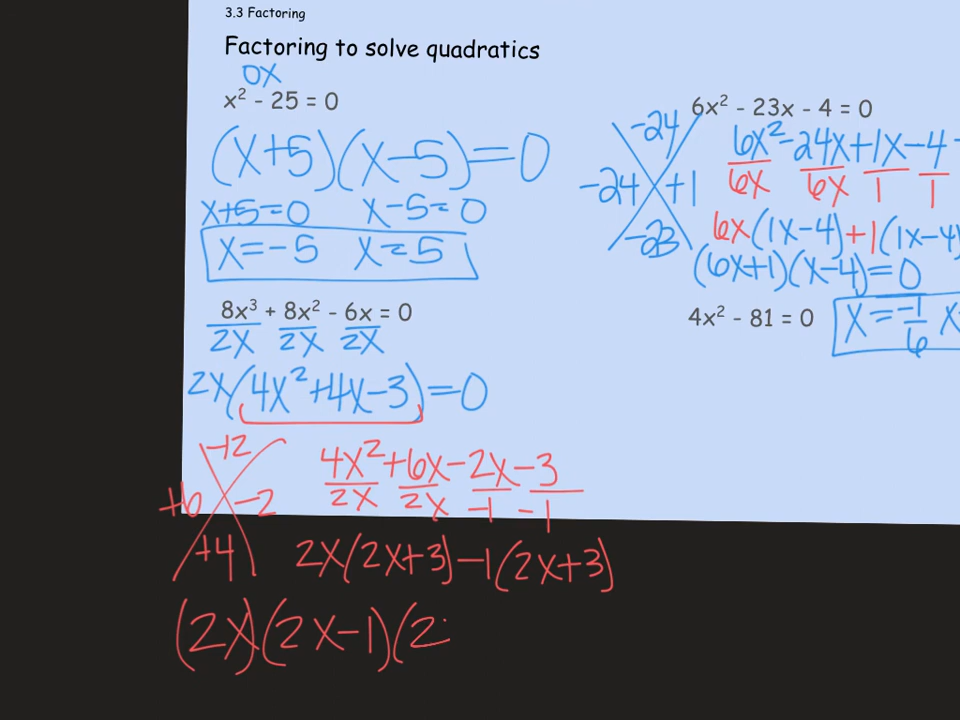 3.3 Factoring
Factoring to solve quadratics
0x
x² - 25 = 0
(x+5)(x-5)=0
x+5=0 x-5=0
x=-5 x=5
8x³ + 8x² - 6x = 0
2x 2x 2x
2x(4x²+4x-3)=0
-12
+6 -2
+4
4x²+6x-2x-3
2x 2x -1 -1
2x(2x+3)-1(2x+3)
(2x)(2x-1)(2
6x² - 23x - 4 = 0
-24
-24 +1
-23
6x²-24x+1x-4
6x 6x 1 1
6x(1x-4)+1(1x-4)
(6x+1)(x-4)=0
x=-1/6 x
4x² - 81 = 0